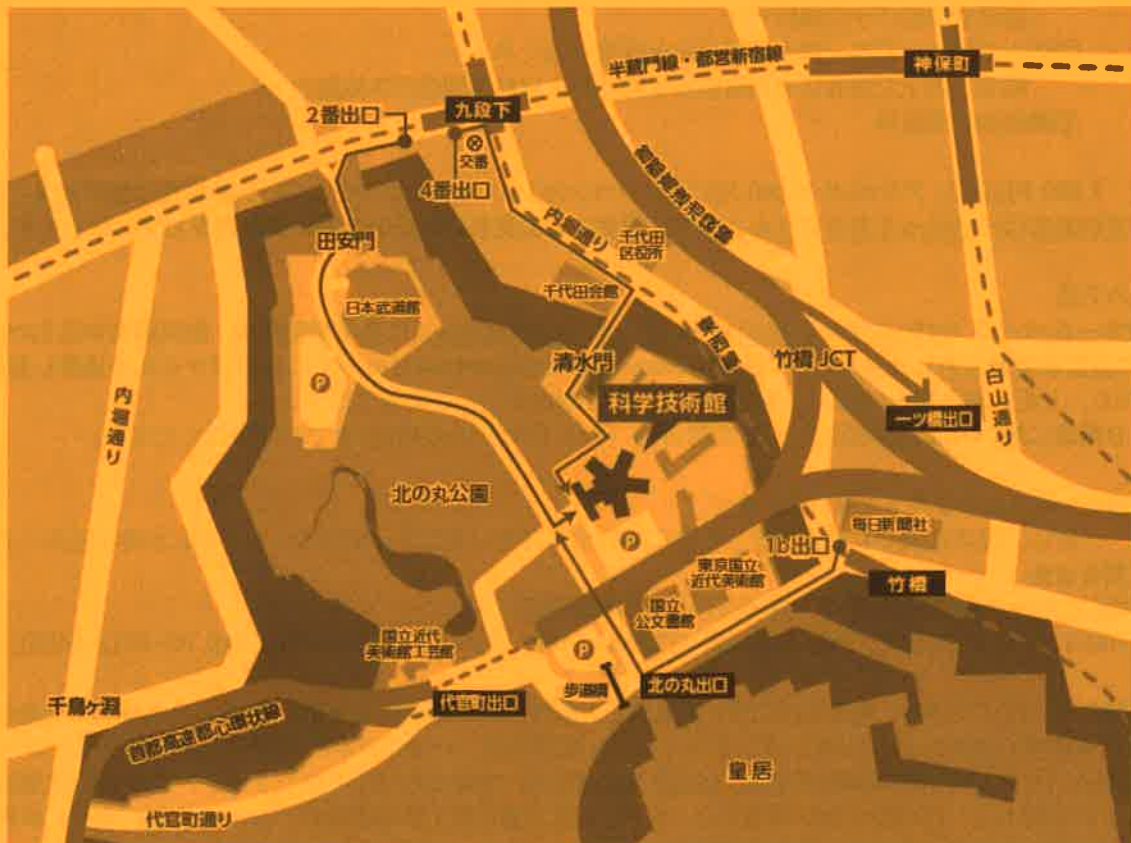 半蔵門線・都営新宿線
神保町
九段下
2番出口
交番
4番出口
内堀通り
千代田
区役所
田安門
千代田会館
日本武道館
清水門
竹橋 JCT
P
科学技術館
一ツ橋出口
白山通り
内堀通り
北の丸公園
毎日新聞社
P
1b出口
東京国立
近代美術館
竹橋
国立
公文書館
国立近代
美術館工芸館
P
歩道橋
北の丸出口
代官町出口
千鳥ヶ淵
首都高速都心環状線
皇居
代官町通り